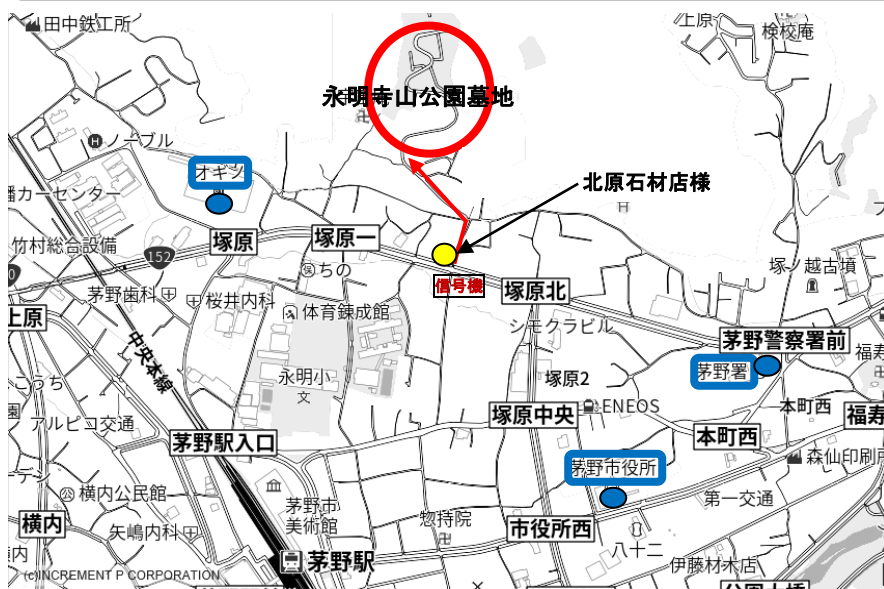 田中鉄工所
上原
検校庵
永明寺山公園墓地
ノーブル
オギノ
北原石材店様
幡カーセンター
竹村総合設備
152
塚原
塚原一
ちの
信号機
塚原北
塚ノ越古墳
茅野歯科
桜井内科
体育錬成館
シモクラビル
上原
中央本線
茅野警察署前
茅野署
福寿
こうち
永明小
文
塚原2
ENEOS
アルピコ交通
塚原中央
本町西
本町西
福寿
茅野駅入口
茅野市役所
森仙印刷所
横内公民館
茅野市
美術館
惣持院
第一交通
横内
矢嶋内科
市役所西
八十二
茅野駅
伊藤材木店
(c)INCREMENT P CORPORATION